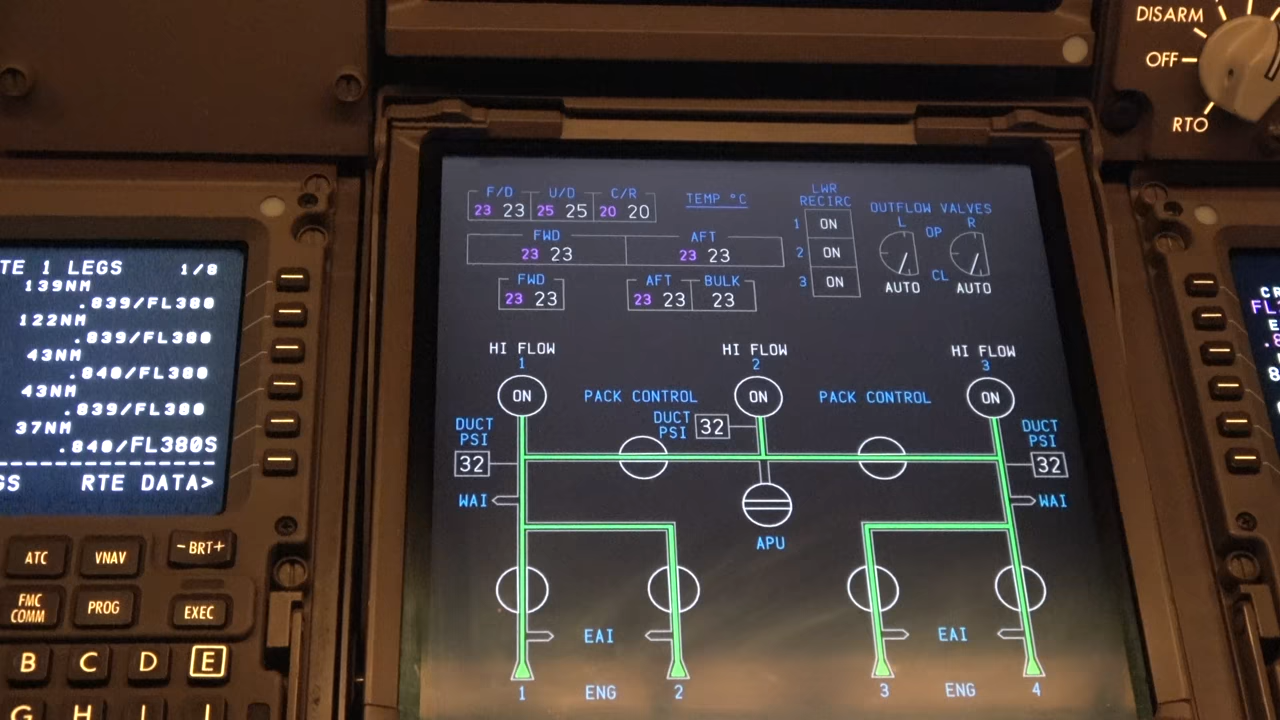 DISARM
OFF
RTO
TE 1 LEGS 1/8
139NM
.839/FL380
122NM
.839/FL380
43NM
.840/FL380
43NM
.839/FL380
37NM
.840/FL380S
GS RTE DATA>
ATC VNAV -BRT+
FMC COMM PROG EXEC
B C D E
G H I J
F/D U/D C/R TEMP °C
23 23 25 25 20 20
FWD AFT
23 23 23 23
FWD AFT BULK
23 23 23 23 23
LWR
RECIRC
1 ON
2 ON
3 ON
OUTFLOW VALVES
L OP R
CL
AUTO AUTO
HI FLOW HI FLOW HI FLOW
1 2 3
ON ON ON
PACK CONTROL PACK CONTROL
DUCT PSI 32
DUCT PSI 32
DUCT PSI 32
WAI WAI
APU
EAI EAI
1 ENG 2 3 ENG 4